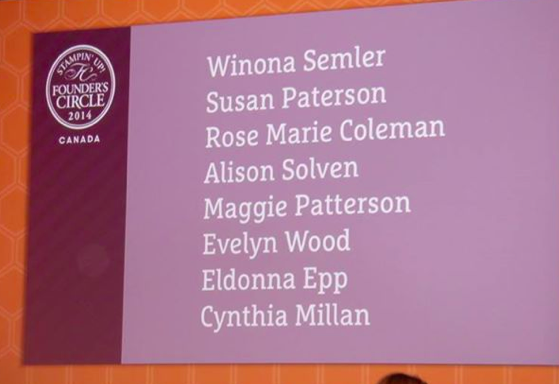 STAMPIN' UP!
FOUNDER'S
CIRCLE
2014
CANADA
Winona Semler
Susan Paterson
Rose Marie Coleman
Alison Solven
Maggie Patterson
Evelyn Wood
Eldonna Epp
Cynthia Millan